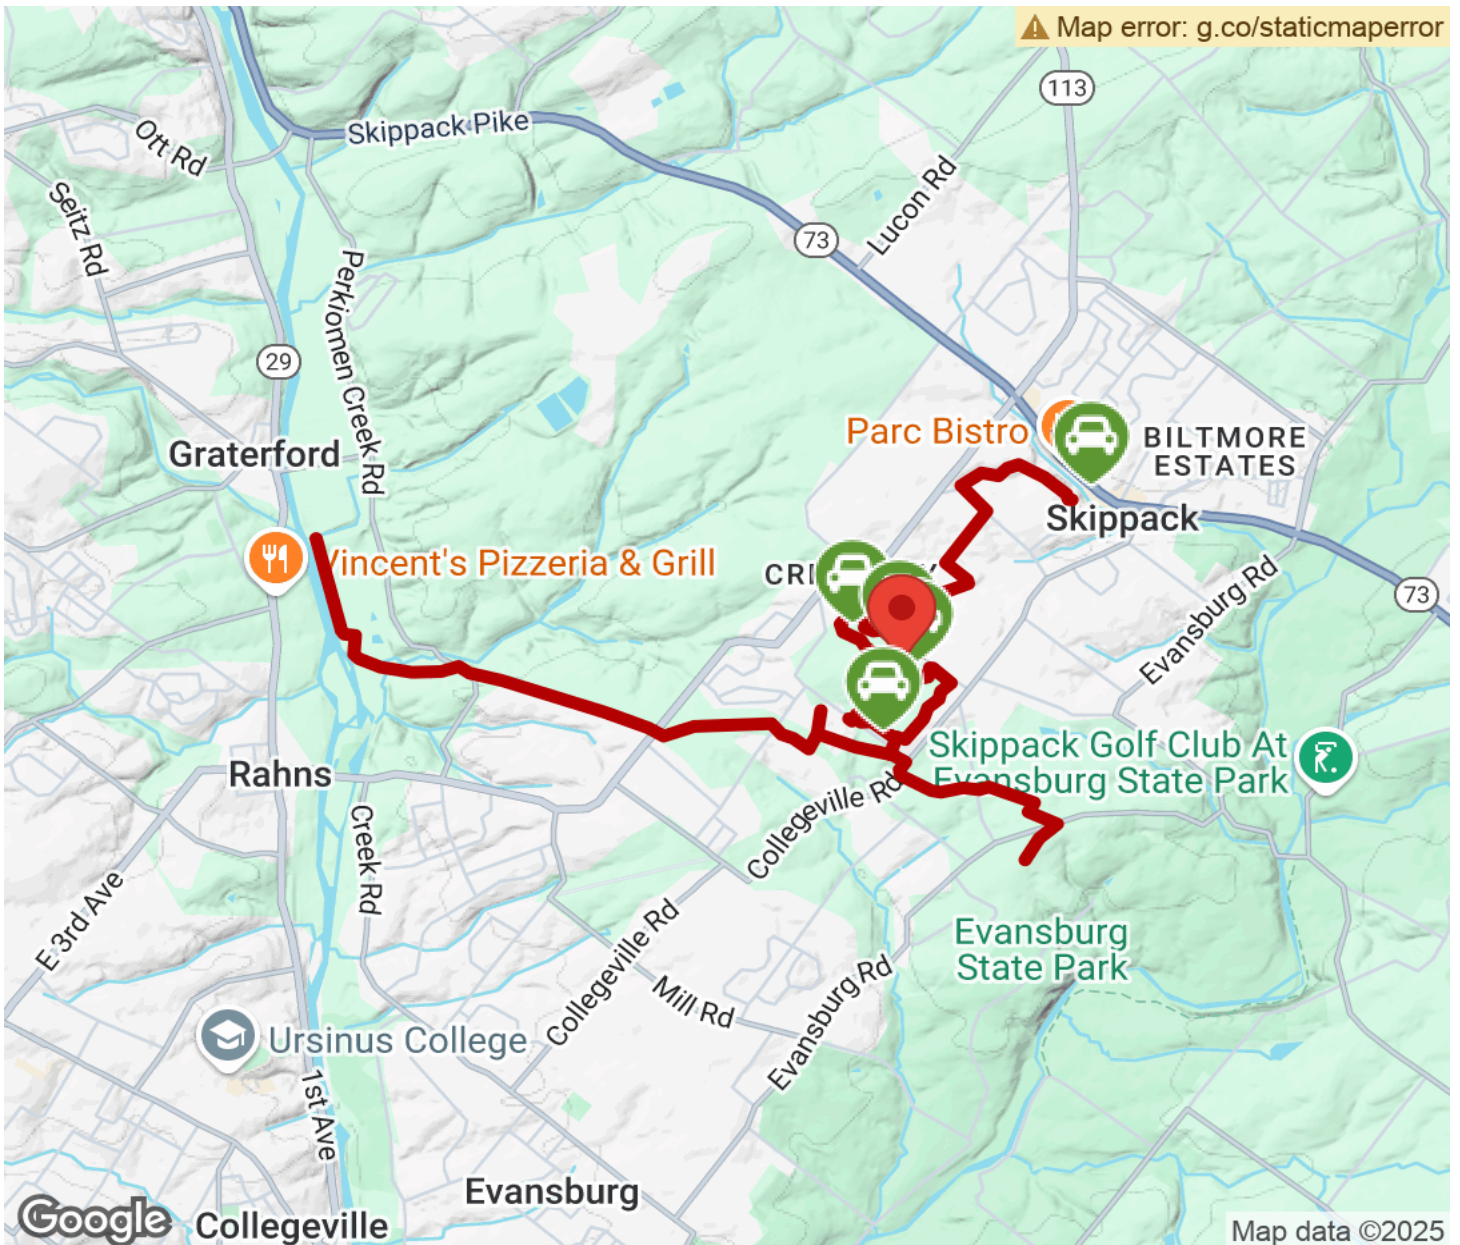 Map error: g.co/staticmaperror
113
Skippack Pike
Ott Rd
Lucon Rd
Seitz Rd
73
Perkiomen Creek Rd
29
Parc Bistro
BILTMORE
ESTATES
Graterford
Skippack
Vincent's Pizzeria & Grill
73
Evansburg Rd
Skippack Golf Club At
Evansburg State Park
Rahns
Collegeville Rd
Creek Rd
E 3rd Ave
Collegeville Rd
Evansburg
State Park
Evansburg Rd
Mill Rd
Ursinus College
1st Ave
Evansburg
Google
Collegeville
Map data ©2025